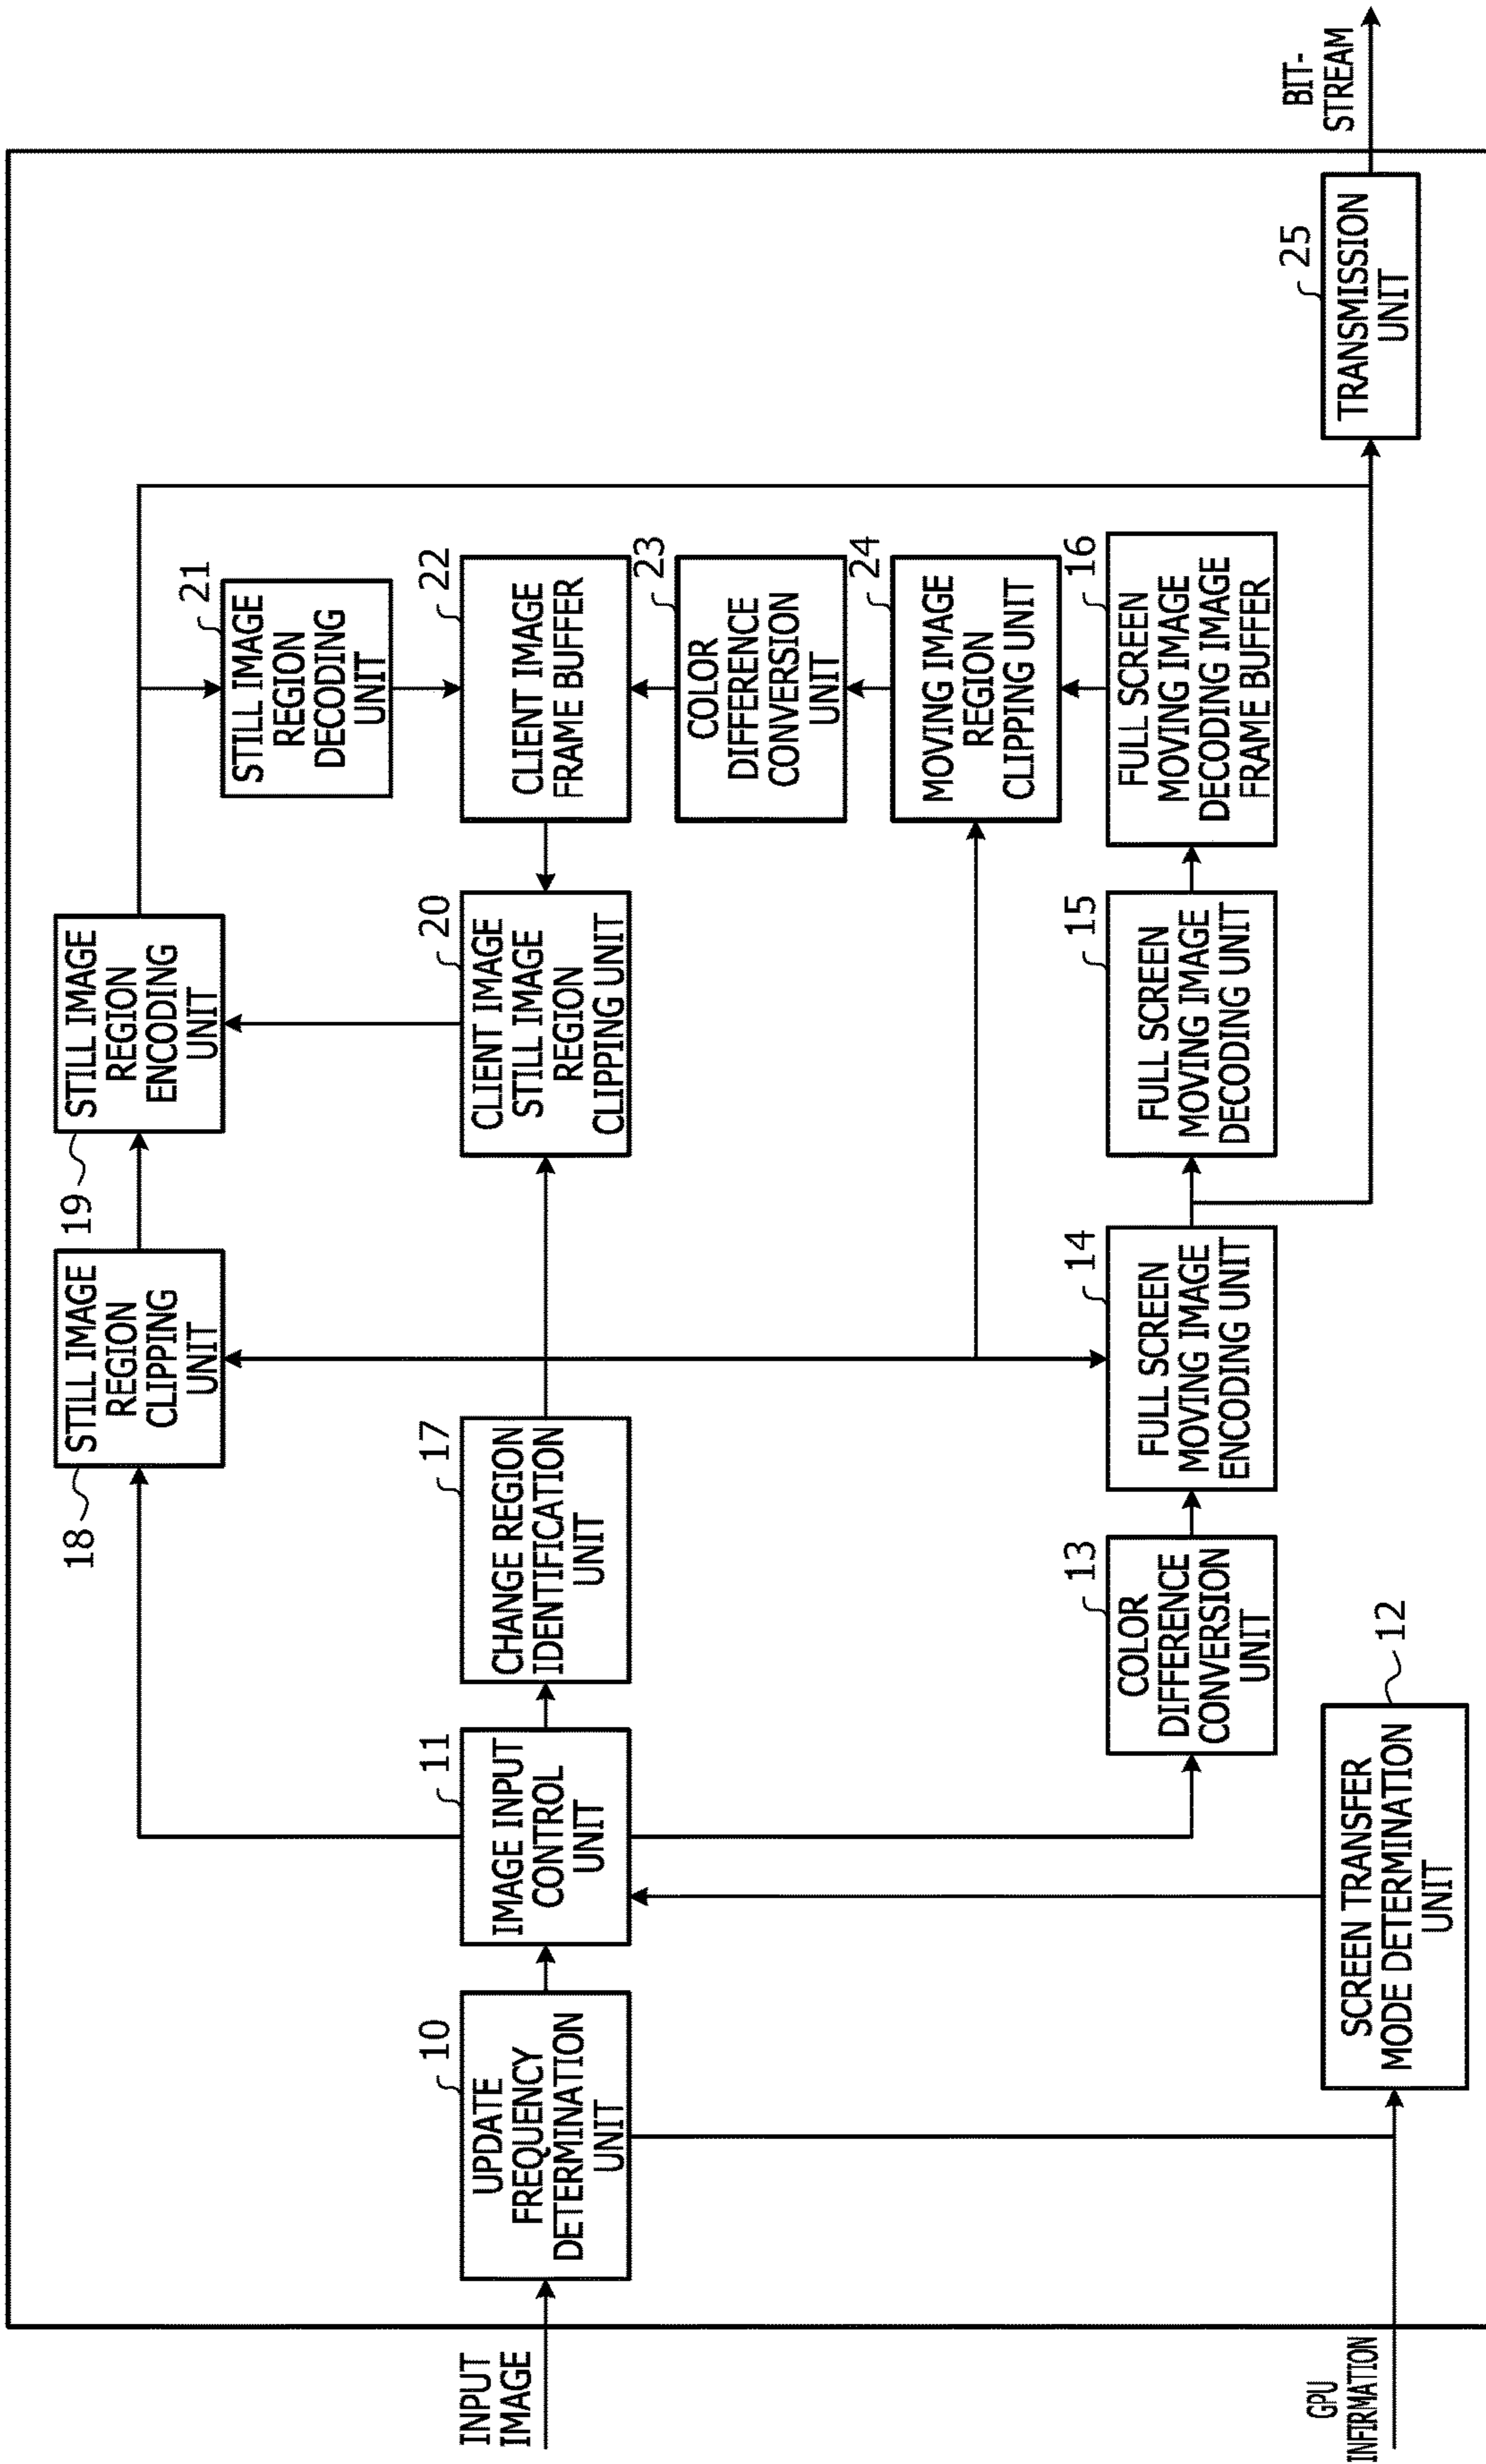 INPUT
IMAGE
GPU
INFIRMATION
10
UPDATE
FREQUENCY
DETERMINATION
UNIT
11
IMAGE INPUT
CONTROL
UNIT
SCREEN TRANSFER
MODE DETERMINATION
UNIT
12
13
COLOR
DIFFERENCE
CONVERSION
UNIT
17
CHANGE REGION
IDENTIFICATION
UNIT
18
STILL IMAGE
REGION
CLIPPING
UNIT
14
FULL SCREEN
MOVING IMAGE
ENCODING UNIT
19
STILL IMAGE
REGION
ENCODING
UNIT
20
CLIENT IMAGE
STILL IMAGE
REGION
CLIPPING UNIT
15
FULL SCREEN
MOVING IMAGE
DECODING UNIT
21
STILL IMAGE
REGION
DECODING
UNIT
22
CLIENT IMAGE
FRAME BUFFER
23
COLOR
DIFFERENCE
CONVERSION
UNIT
24
MOVING IMAGE
REGION
CLIPPING UNIT
16
FULL SCREEN
MOVING IMAGE
DECODING IMAGE
FRAME BUFFER
25
TRANSMISSION
UNIT
BIT-
STREAM